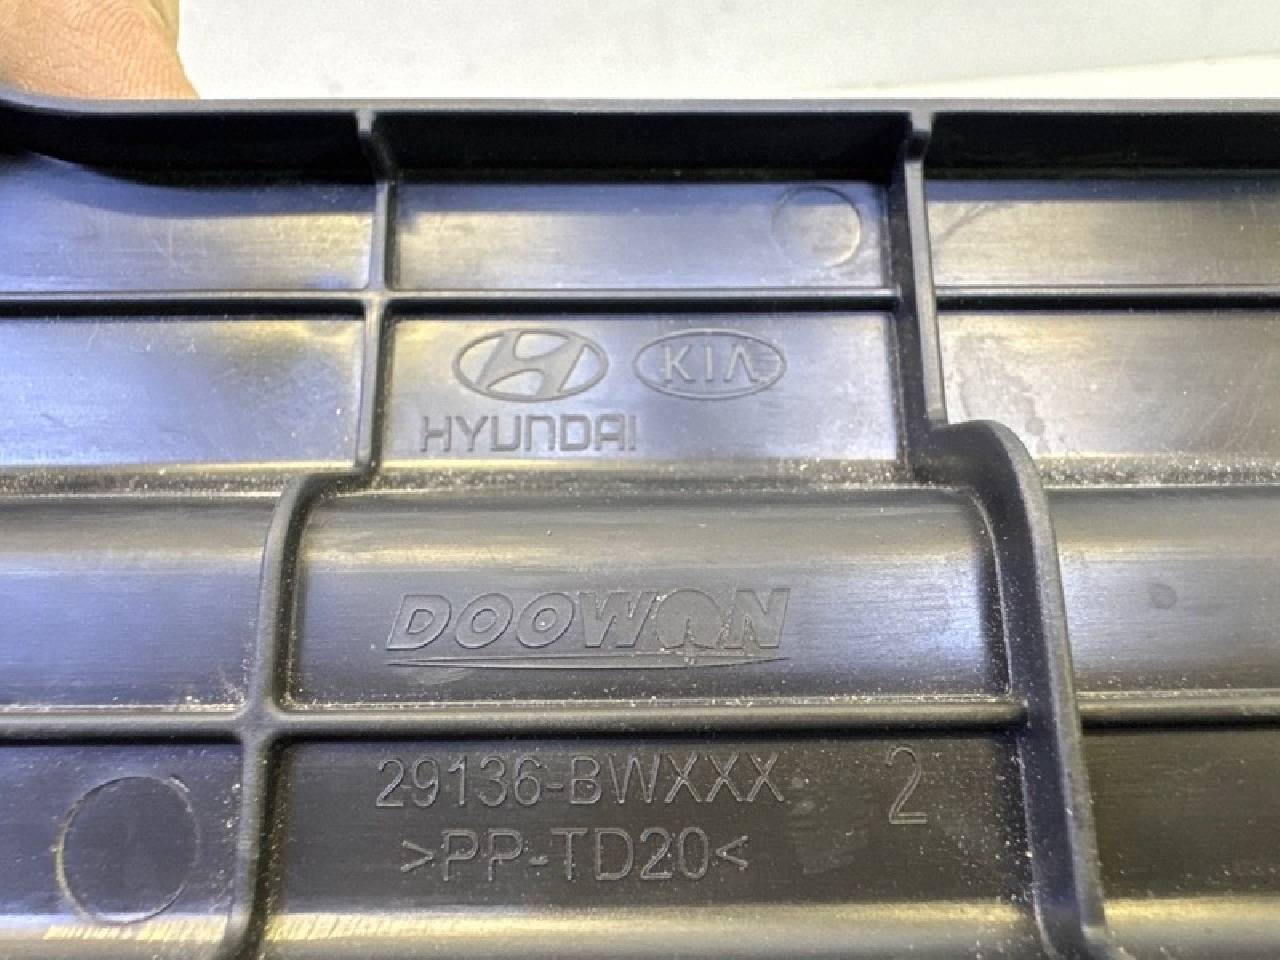 KIA
HYUNDAI
DOOWON
29136-BWXXX 2
>PP-TD20<